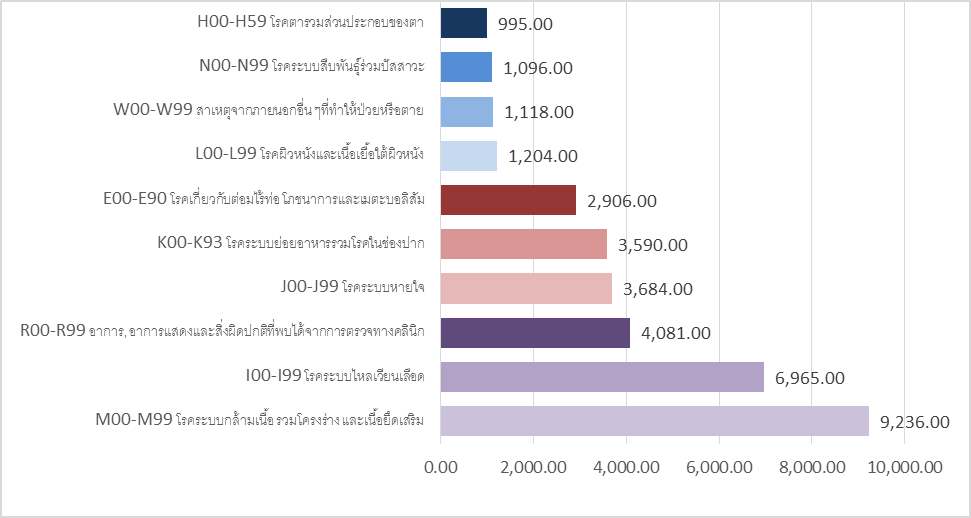 H00-H59 โรคตารวมส่วนประกอบของตา 995.00
N00-N99 โรคระบบสืบพันธุ์ร่วมปัสสาวะ 1,096.00
W00-W99 สาเหตุจากภายนอกอื่น ๆที่ทำให้ป่วยหรือตาย 1,118.00
L00-L99 โรคผิวหนังและเนื้อเยื่อใต้ผิวหนัง 1,204.00
E00-E90 โรคเกี่ยวกับต่อมไร้ท่อ โภชนาการและเมตะบอลิสัม 2,906.00
K00-K93 โรคระบบย่อยอาหารรวมโรคในช่องปาก 3,590.00
J00-J99 โรคระบบหายใจ 3,684.00
R00-R99 อาการ, อาการแสดงและสิ่งผิดปกติที่พบได้จากการตรวจทางคลินิก 4,081.00
I00-I99 โรคระบบไหลเวียนเลือด 6,965.00
M00-M99 โรคระบบกล้ามเนื้อ รวมโครงร่าง และเนื้อยึดเสริม 9,236.00
0.00 2,000.00 4,000.00 6,000.00 8,000.00 10,000.00